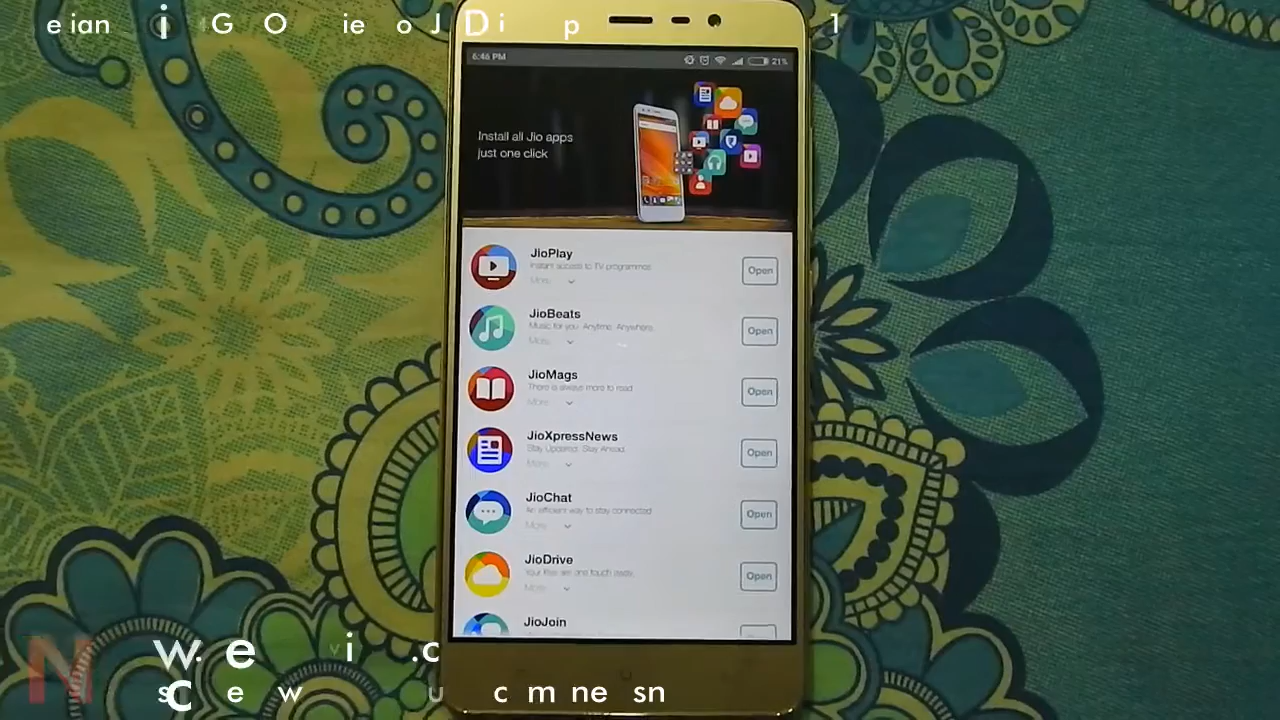 6:46 PM 21%
Install all Jio apps
just one click
JioPlay
Instant access to TV programmes
More
Open
JioBeats
Music for you. Anytime. Anywhere.
More
Open
JioMags
There is always more to read
More
Open
JioXpressNews
Stay Updated. Stay Ahead.
More
Open
JioChat
An efficient way to stay connected
More
Open
JioDrive
Your files are one touch away.
More
Open
JioJoin
N